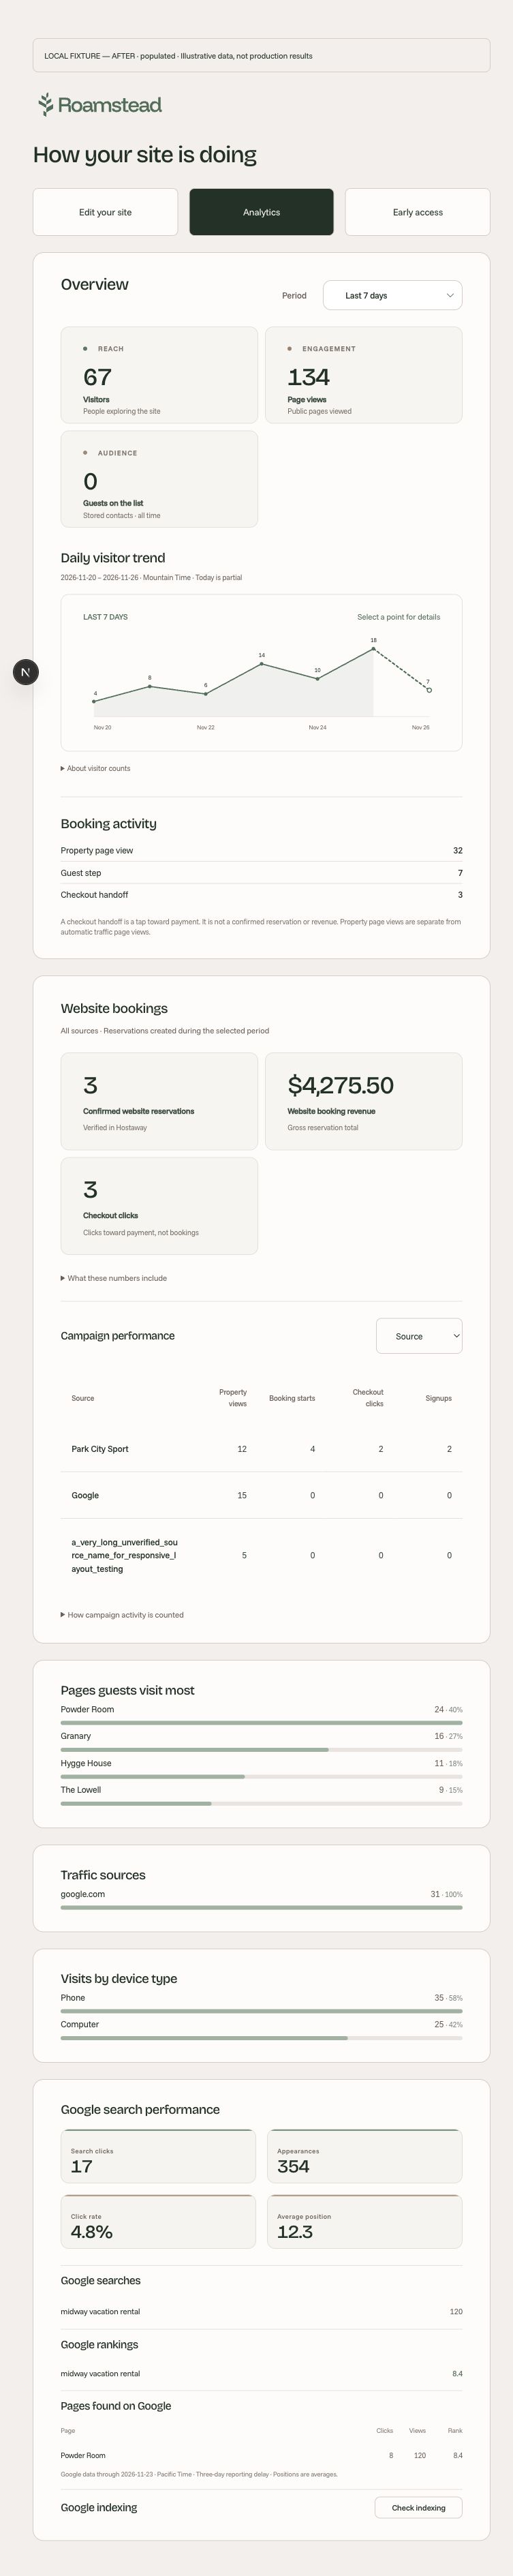 LOCAL FIXTURE — AFTER · populated · Illustrative data, not production results
Roamstead
How your site is doing
Edit your site
Analytics
Early access
Overview
Period
Last 7 days
REACH
67
Visitors
People exploring the site
ENGAGEMENT
134
Page views
Public pages viewed
AUDIENCE
0
Guests on the list
Stored contacts · all time
Daily visitor trend
2026-11-20 – 2026-11-26 · Mountain Time · Today is partial
LAST 7 DAYS
Select a point for details
4
8
6
14
10
18
7
Nov 20
Nov 22
Nov 24
Nov 26
N
About visitor counts
Booking activity
Property page view 32
Guest step 7
Checkout handoff 3
A checkout handoff is a tap toward payment. It is not a confirmed reservation or revenue. Property page views are separate from
automatic traffic page views.
Website bookings
All sources · Reservations created during the selected period
3
Confirmed website reservations
Verified in Hostaway
$4,275.50
Website booking revenue
Gross reservation total
3
Checkout clicks
Clicks toward payment, not bookings
What these numbers include
Campaign performance
Source
Source
Property
views
Booking starts
Checkout
clicks
Signups
Park City Sport 12 4 2 2
Google 15 0 0 0
a_very_long_unverified_sou
rce_name_for_responsive_l
ayout_testing
5 0 0 0
How campaign activity is counted
Pages guests visit most
Powder Room 24 · 40%
Granary 16 · 27%
Hygge House 11 · 18%
The Lowell 9 · 15%
Traffic sources
google.com 31 · 100%
Visits by device type
Phone 35 · 58%
Computer 25 · 42%
Google search performance
Search clicks
17
Appearances
354
Click rate
4.8%
Average position
12.3
Google searches
midway vacation rental 120
Google rankings
midway vacation rental 8.4
Pages found on Google
Page Clicks Views Rank
Powder Room 8 120 8.4
Google data through 2026-11-23 · Pacific Time · Three-day reporting delay · Positions are averages.
Google indexing
Check indexing